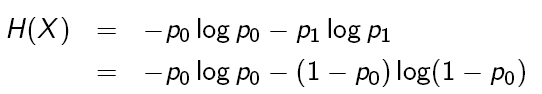 H(X) = −p₀ log p₀ − p₁ log p₁
= −p₀ log p₀ − (1 − p₀) log(1 − p₀)